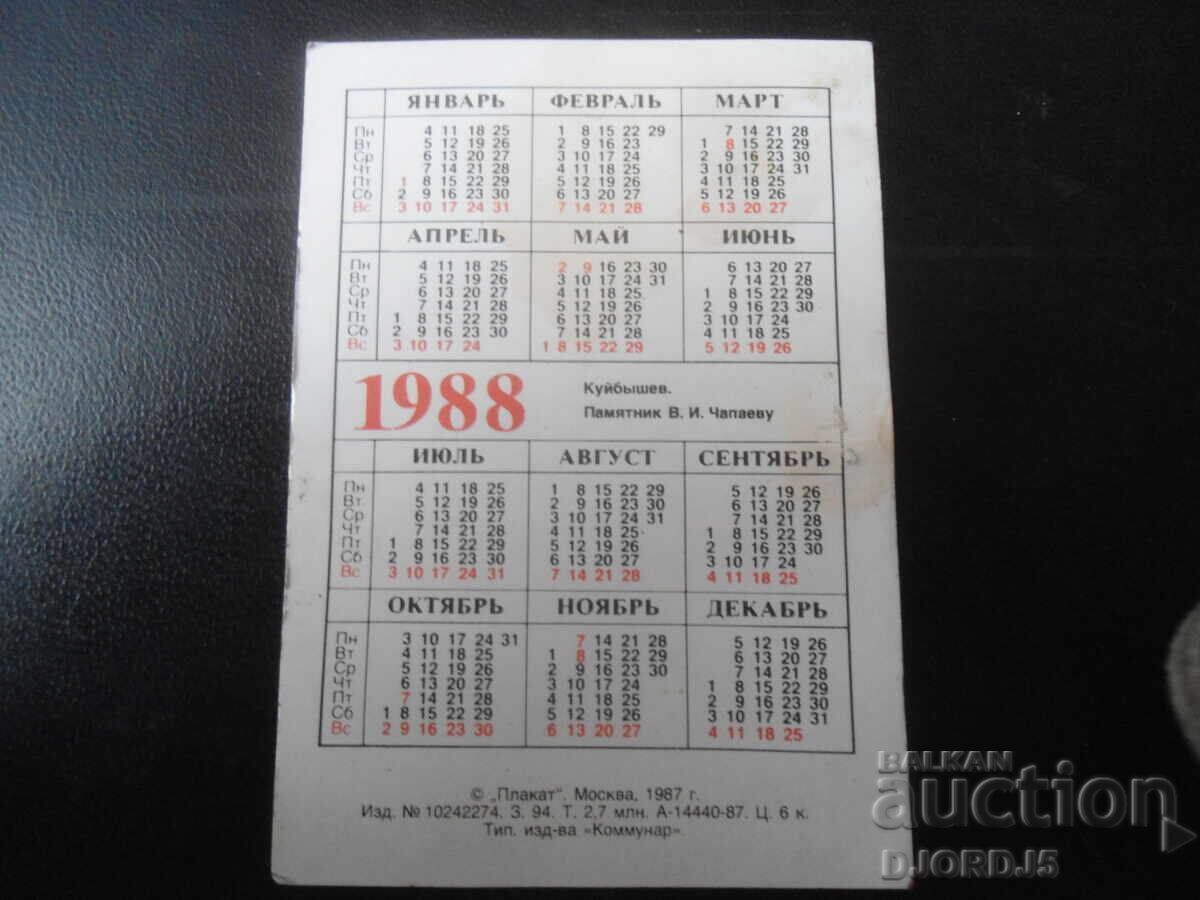 ЯНВАРЬ ФЕВРАЛЬ МАРТ
Пн 4 11 18 25 1 8 15 22 29 7 14 21 28
Вт 5 12 19 26 2 9 16 23 1 8 15 22 29
Ср 6 13 20 27 3 10 17 24 2 9 16 23 30
Чт 7 14 21 28 4 11 18 25 3 10 17 24 31
Пт 1 8 15 22 29 5 12 19 26 4 11 18 25
Сб 2 9 16 23 30 6 13 20 27 5 12 19 26
Вс 3 10 17 24 31 7 14 21 28 6 13 20 27
АПРЕЛЬ МАЙ ИЮНЬ
Пн 4 11 18 25 2 9 16 23 30 6 13 20 27
Вт 5 12 19 26 3 10 17 24 31 7 14 21 28
Ср 6 13 20 27 4 11 18 25 1 8 15 22 29
Чт 7 14 21 28 5 12 19 26 2 9 16 23 30
Пт 1 8 15 22 29 6 13 20 27 3 10 17 24
Сб 2 9 16 23 30 7 14 21 28 4 11 18 25
Вс 3 10 17 24 1 8 15 22 29 5 12 19 26
1988 Куйбышев.
Памятник В. И. Чапаеву
ИЮЛЬ АВГУСТ СЕНТЯБРЬ
Пн 4 11 18 25 1 8 15 22 29 5 12 19 26
Вт 5 12 19 26 2 9 16 23 30 6 13 20 27
Ср 6 13 20 27 3 10 17 24 31 7 14 21 28
Чт 7 14 21 28 4 11 18 25 1 8 15 22 29
Пт 1 8 15 22 29 5 12 19 26 2 9 16 23 30
Сб 2 9 16 23 30 6 13 20 27 3 10 17 24
Вс 3 10 17 24 31 7 14 21 28 4 11 18 25
ОКТЯБРЬ НОЯБРЬ ДЕКАБРЬ
Пн 3 10 17 24 31 7 14 21 28 5 12 19 26
Вт 4 11 18 25 1 8 15 22 29 6 13 20 27
Ср 5 12 19 26 2 9 16 23 30 7 14 21 28
Чт 6 13 20 27 3 10 17 24 1 8 15 22 29
Пт 7 14 21 28 4 11 18 25 2 9 16 23 30
Сб 1 8 15 22 29 5 12 19 26 3 10 17 24 31
Вс 2 9 16 23 30 6 13 20 27 4 11 18 25
© „Плакат". Москва, 1987 г.
Изд. № 10242274. З. 94. Т. 2,7 млн. А-14440-87. Ц. 6 к.
Тип. изд-ва «Коммунар».
BALKAN
auction
DJORDJ5